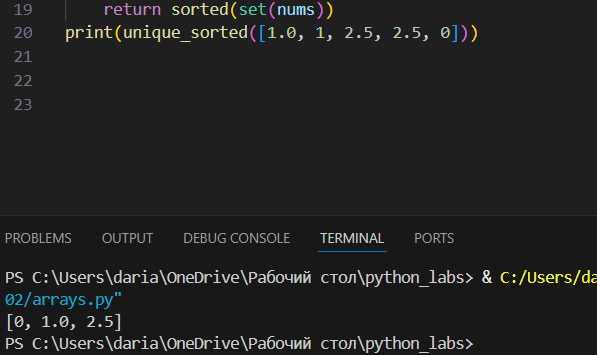 19 return sorted(set(nums))
20 print(unique_sorted([1.0, 1, 2.5, 2.5, 0]))
21
22
23
PROBLEMS OUTPUT DEBUG CONSOLE TERMINAL PORTS
PS C:\Users\daria\OneDrive\Рабочий стол\python_labs> & C:/Users/da
02/arrays.py"
[0, 1.0, 2.5]
PS C:\Users\daria\OneDrive\Рабочий стол\python_labs>